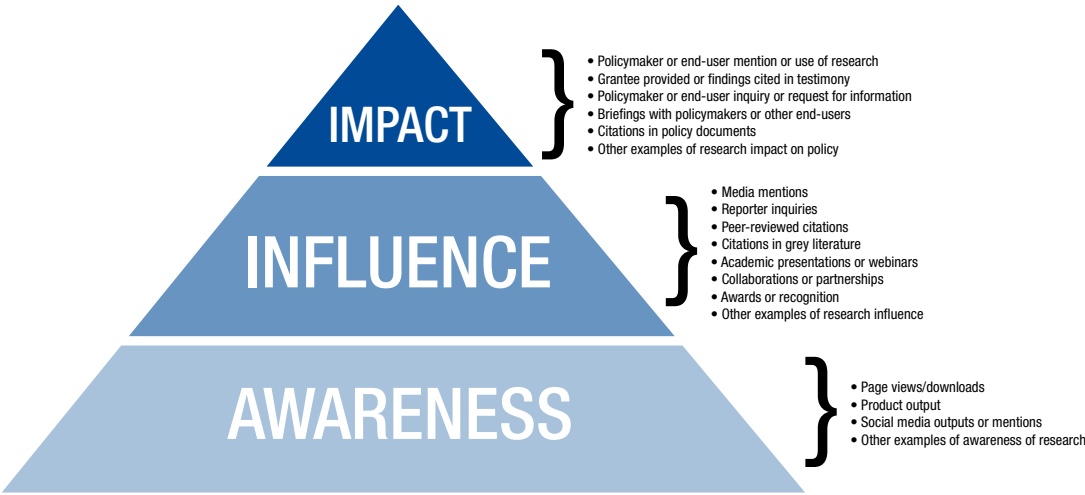 IMPACT
• Policymaker or end-user mention or use of research
• Grantee provided or findings cited in testimony
• Policymaker or end-user inquiry or request for information
• Briefings with policymakers or other end-users
• Citations in policy documents
• Other examples of research impact on policy
INFLUENCE
• Media mentions
• Reporter inquiries
• Peer-reviewed citations
• Citations in grey literature
• Academic presentations or webinars
• Collaborations or partnerships
• Awards or recognition
• Other examples of research influence
AWARENESS
• Page views/downloads
• Product output
• Social media outputs or mentions
• Other examples of awareness of research